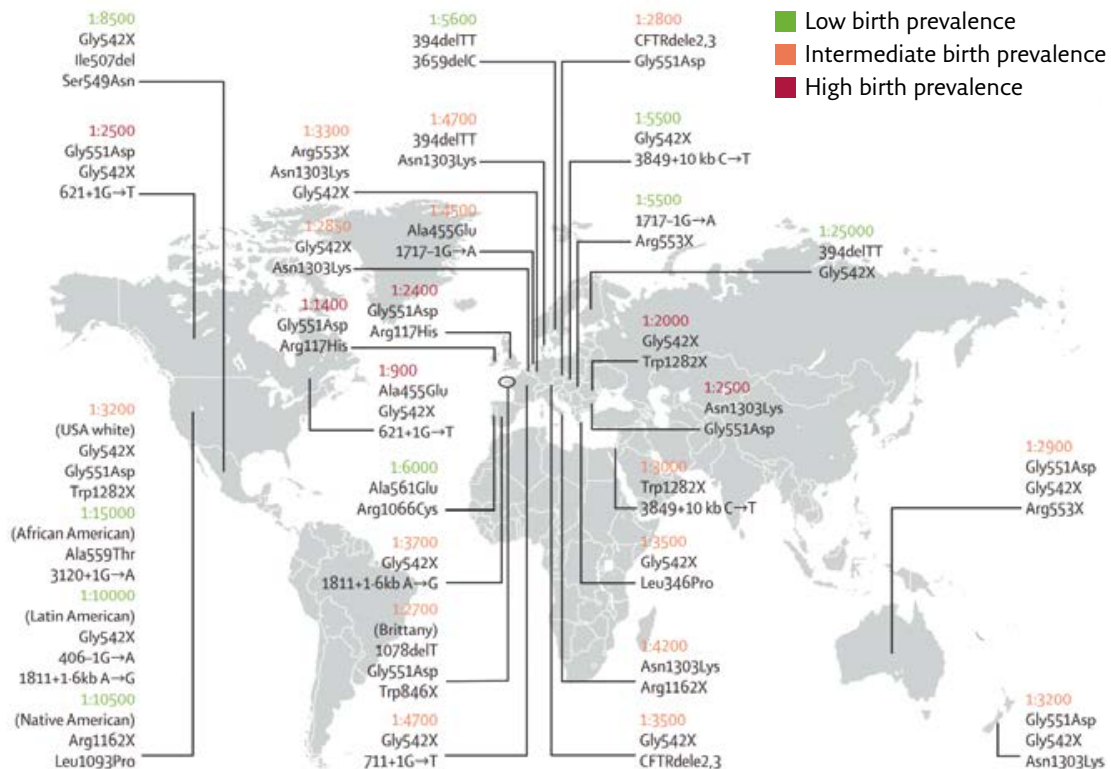 1:8500
Gly542X
Ile507del
Ser549Asn
1:5600
394delTT
3659delC
1:2800
CFTRdele2,3
Gly551Asp
Low birth prevalence
Intermediate birth prevalence
High birth prevalence
1:2500
Gly551Asp
Gly542X
621+1G→T
1:3300
Arg553X
Asn1303Lys
Gly542X
1:4700
394delTT
Asn1303Lys
1:5500
Gly542X
3849+10 kb C→T
1:2850
Gly542X
Asn1303Lys
1:4500
Ala455Glu
1717–1G→A
1:5500
1717–1G→A
Arg553X
1:25000
394delTT
Gly542X
1:1400
Gly551Asp
Arg117His
1:2400
Gly551Asp
Arg117His
1:2000
Gly542X
Trp1282X
1:900
Ala455Glu
Gly542X
621+1G→T
1:2500
Asn1303Lys
Gly551Asp
1:3200
(USA white)
Gly542X
Gly551Asp
Trp1282X
1:15000
(African American)
Ala559Thr
3120+1G→A
1:10000
(Latin American)
Gly542X
406–1G→A
1811+1·6kb A→G
1:10500
(Native American)
Arg1162X
Leu1093Pro
1:6000
Ala561Glu
Arg1066Cys
1:3000
Trp1282X
3849+10 kb C→T
1:2900
Gly551Asp
Gly542X
Arg553X
1:3700
Gly542X
1811+1·6kb A→G
1:3500
Gly542X
Leu346Pro
1:2700
(Brittany)
1078delT
Gly551Asp
Trp846X
1:4200
Asn1303Lys
Arg1162X
1:4700
Gly542X
711+1G→T
1:3500
Gly542X
CFTRdele2,3
1:3200
Gly551Asp
Gly542X
Asn1303Lys